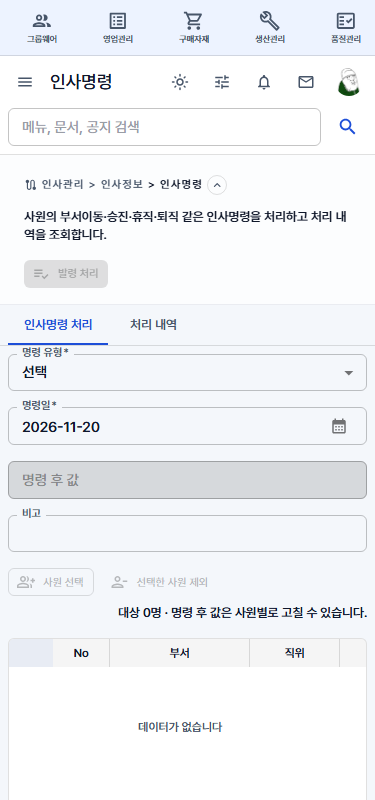 그룹웨어
영업관리
구매자재
생산관리
품질관리
인사명령
메뉴, 문서, 공지 검색
인사관리 > 인사정보 > 인사명령
사원의 부서이동·승진·휴직·퇴직 같은 인사명령을 처리하고 처리 내
역을 조회합니다.
발령 처리
인사명령 처리
처리 내역
명령 유형*
선택
명령일*
2026-11-20
명령 후 값
비고
사원 선택
선택한 사원 제외
대상 0명 · 명령 후 값은 사원별로 고칠 수 있습니다.
No
부서
직위
데이터가 없습니다